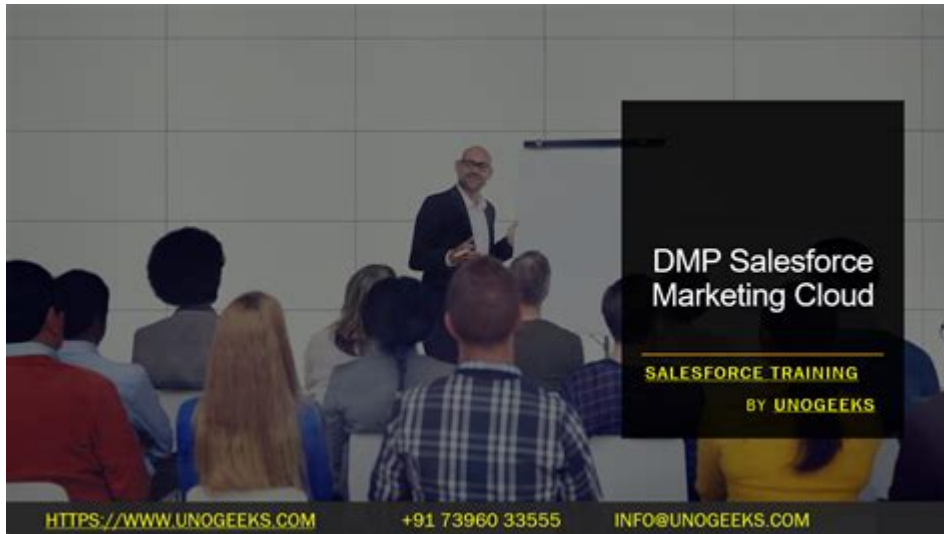 DMP Salesforce
Marketing Cloud
SALESFORCE TRAINING
BY UNOGEEKS
HTTPS://WWW.UNOGEEKS.COM +91 73960 33555 INFO@UNOGEEKS.COM